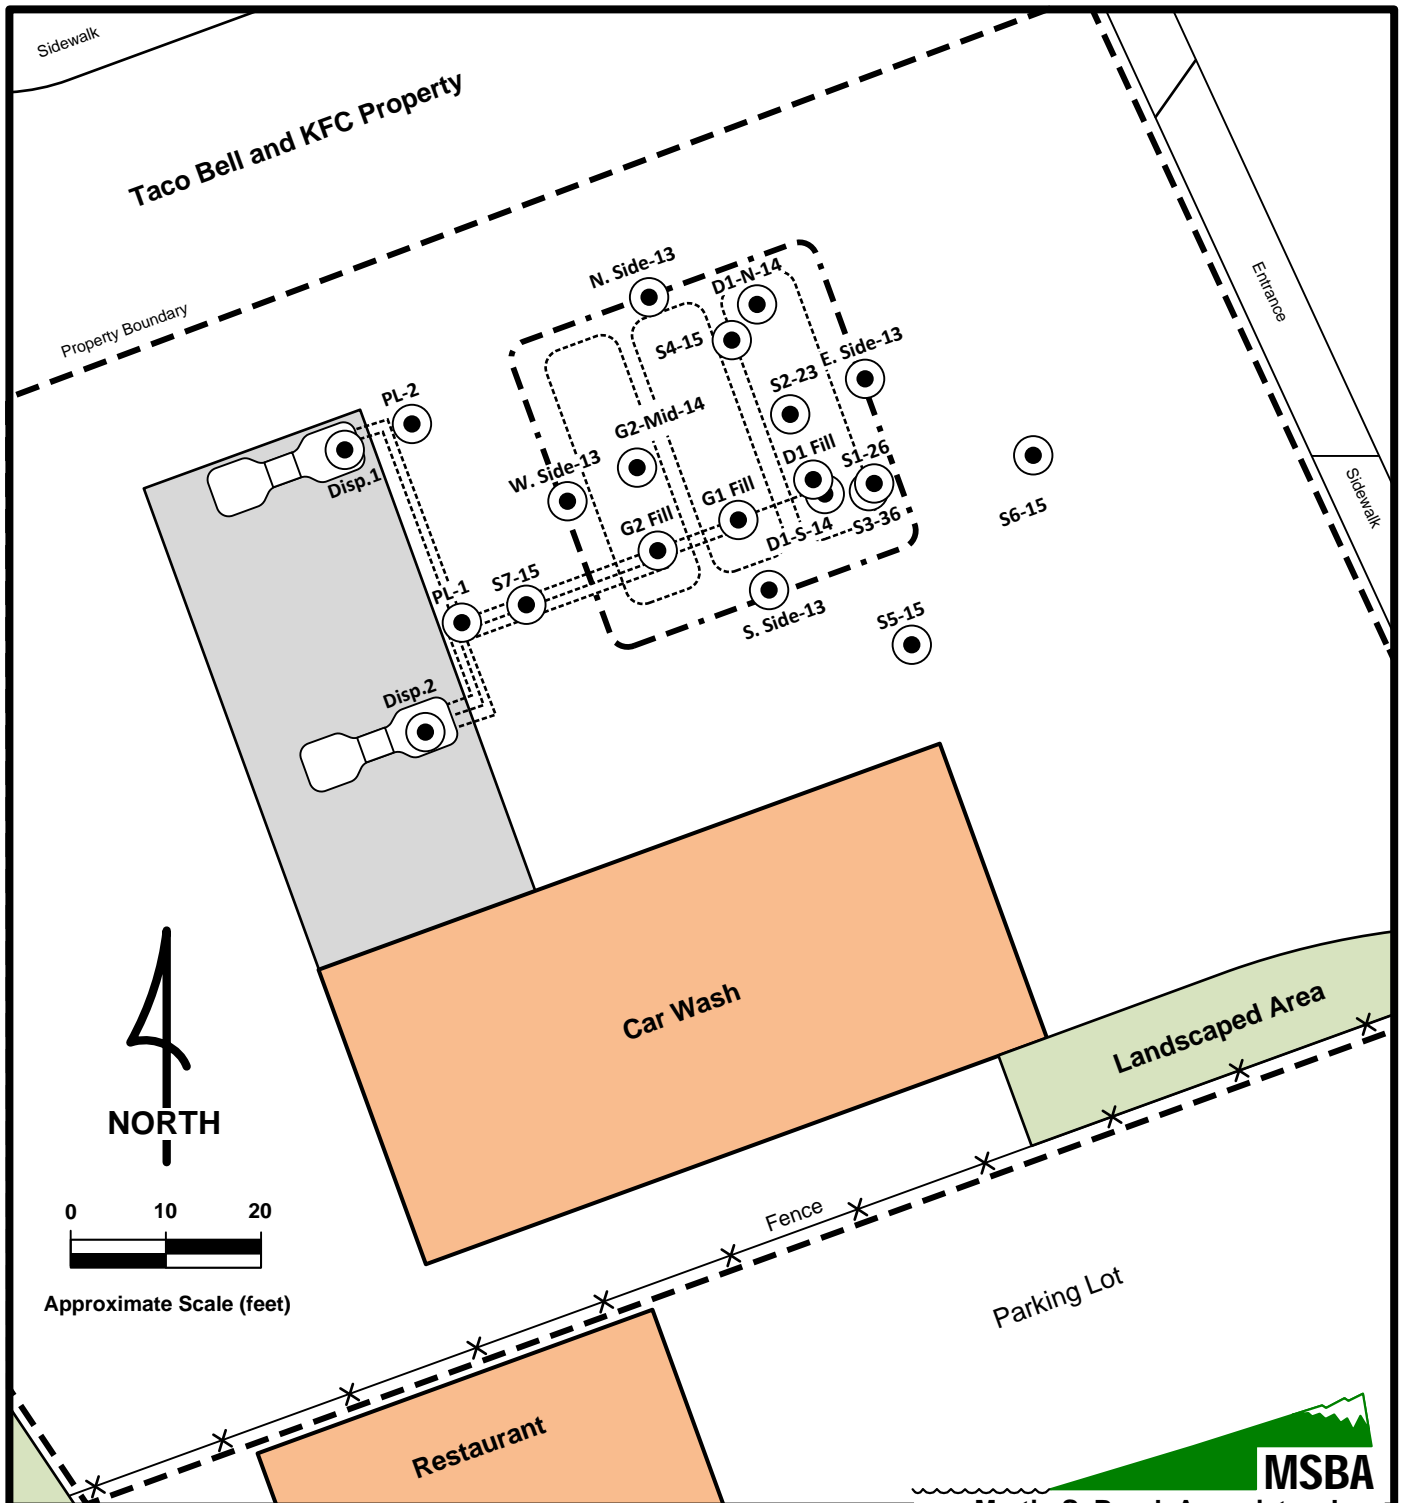 Sidewalk
Taco Bell and KFC Property
Property Boundary
Entrance
Sidewalk
N. Side-13
D1-N-14
S4-15
E. Side-13
S2-23
PL-2
G2-Mid-14
D1 Fill
S1-26
Disp.1
W. Side-13
G1 Fill
G2 Fill
D1-S-14
S3-36
S6-15
PL-1
S7-15
S. Side-13
S5-15
Disp.2
Car Wash
Landscaped Area
NORTH
0 10 20
Approximate Scale (feet)
Fence
Parking Lot
Restaurant
MSBA